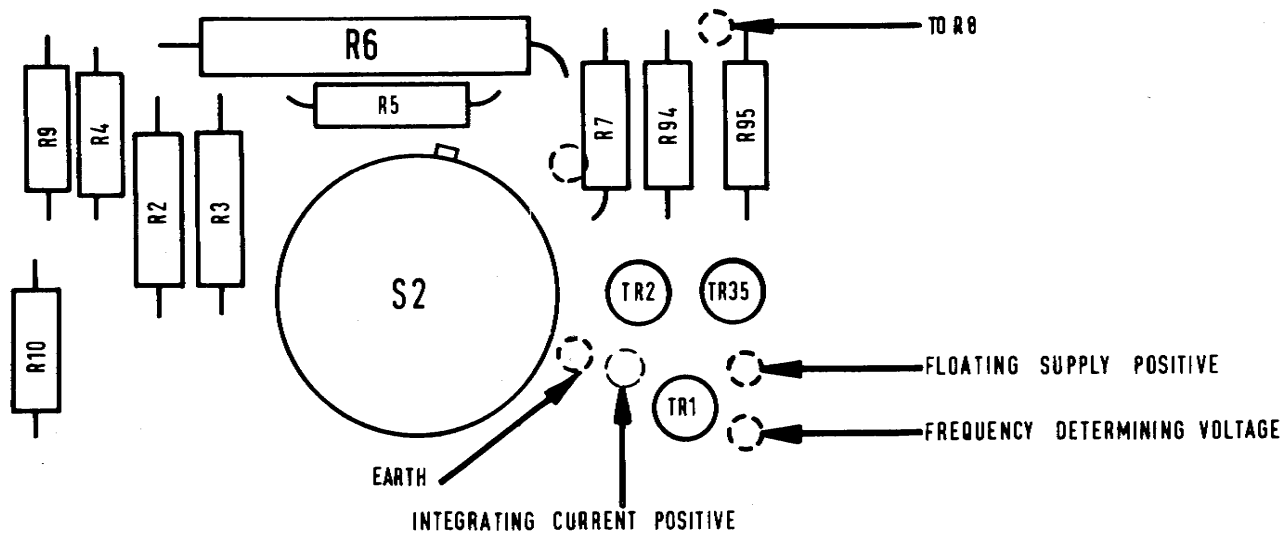 TO R8
R6
R5
R9
R4
R7
R94
R95
R2
R3
S2
TR2
TR35
R10
FLOATING SUPPLY POSITIVE
TR1
FREQUENCY DETERMINING VOLTAGE
EARTH
INTEGRATING CURRENT POSITIVE